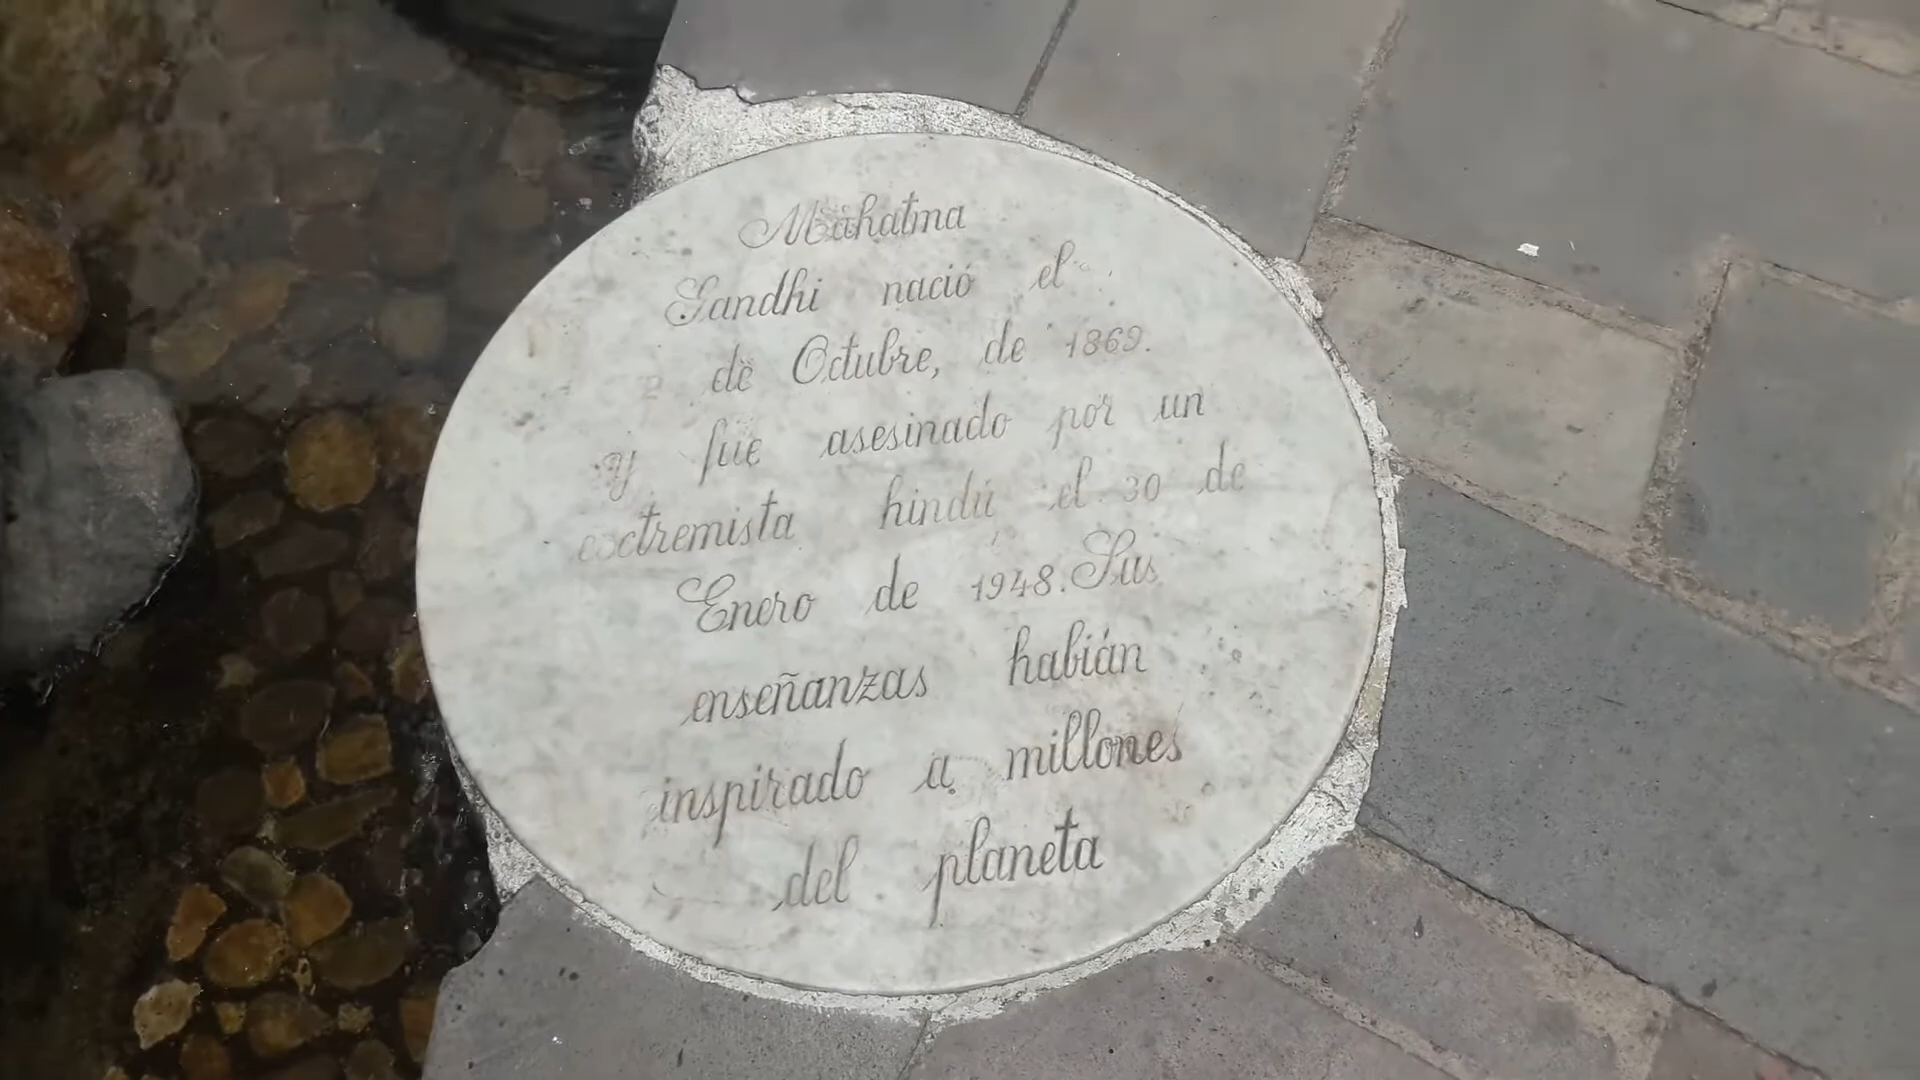 Mahatma
Gandhi nació el
2 de Octubre, de 1869.
y fue asesinado por un
extremista hindú el 30 de
Enero de 1948. Sus
enseñanzas habián
inspirado a millones
del planeta